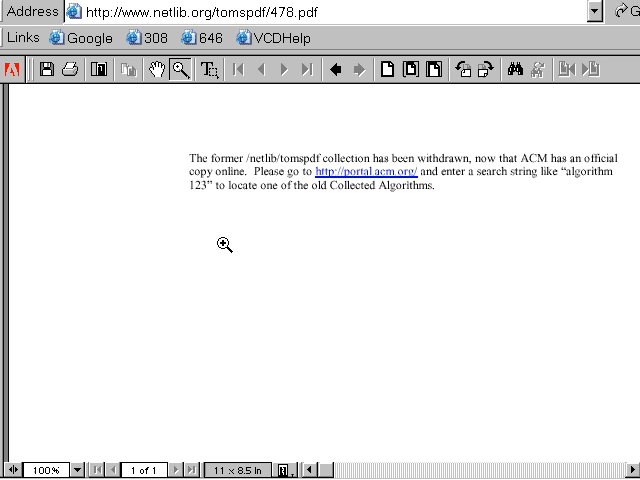 Address http://www.netlib.org/tomspdf/478.pdf G
Links Google 308 646 VCDHelp
The former /netlib/tomspdf collection has been withdrawn, now that ACM has an official
copy online. Please go to http://portal.acm.org/ and enter a search string like “algorithm
123” to locate one of the old Collected Algorithms.
100% 1 of 1 11 x 8.5 in